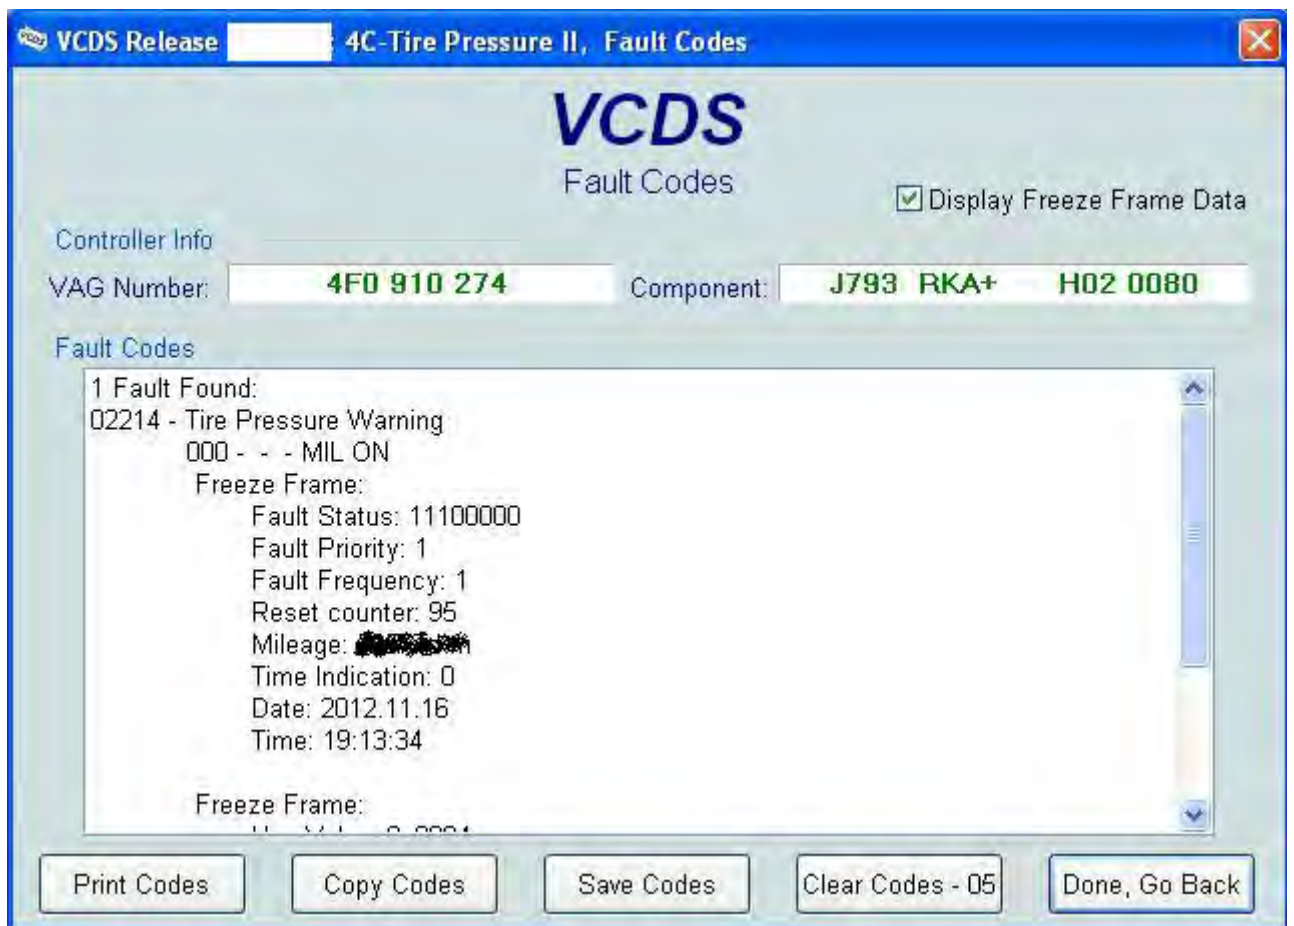 VCDS Release : 4C-Tire Pressure II, Fault Codes
VCDS
Fault Codes
Display Freeze Frame Data
Controller Info
VAG Number: 4F0 910 274 Component: J793 RKA+ H02 0080
Fault Codes
1 Fault Found:
02214 - Tire Pressure Warning
000 - - - MIL ON
Freeze Frame:
Fault Status: 11100000
Fault Priority: 1
Fault Frequency: 1
Reset counter: 95
Mileage:
Time Indication: 0
Date: 2012.11.16
Time: 19:13:34
Freeze Frame:
Print Codes Copy Codes Save Codes Clear Codes - 05 Done, Go Back